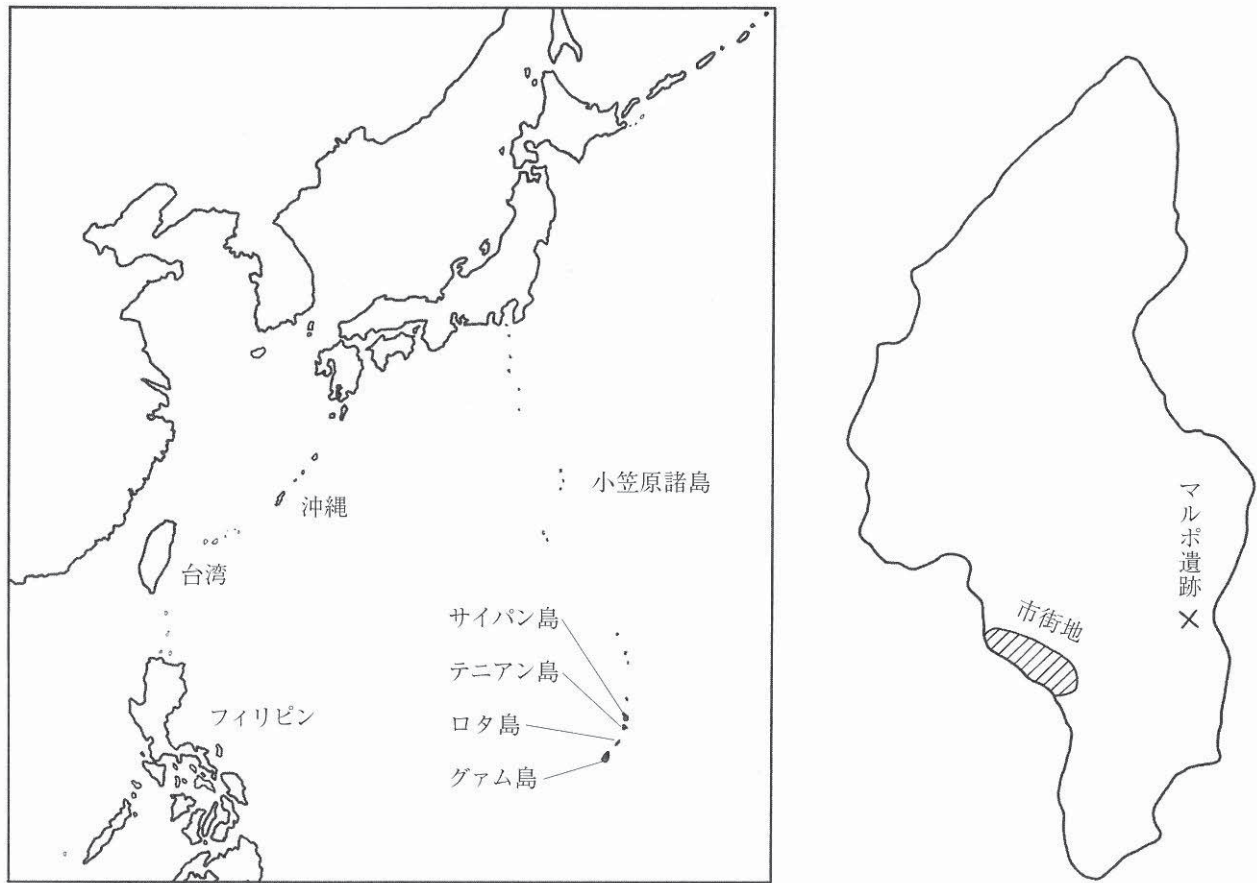 小笠原諸島
沖縄
台湾
サイパン島
テニアン島
フィリピン
ロタ島
グァム島
マルポ遺跡
市街地